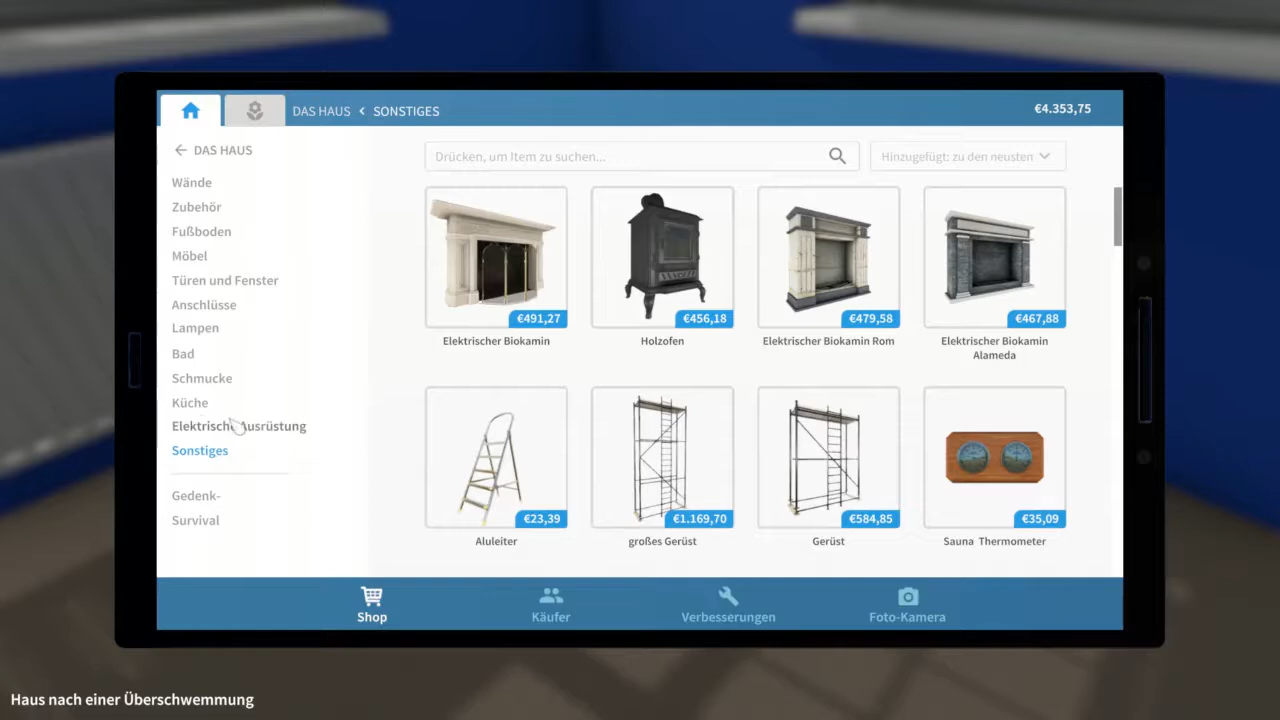 DAS HAUS < SONSTIGES
€4.353,75
DAS HAUS
Wände
Zubehör
Fußboden
Möbel
Türen und Fenster
Anschlüsse
Lampen
Bad
Schmucke
Küche
Elektrische Ausrüstung
Sonstiges
Gedenk-
Survival
Drücken, um Item zu suchen...
Hinzugefügt: zu den neusten
€491,27
Elektrischer Biokamin
€456,18
Holzofen
€479,58
Elektrischer Biokamin Rom
€467,88
Elektrischer Biokamin
Alameda
€23,39
Aluleiter
€1.169,70
großes Gerüst
€584,85
Gerüst
€35,09
Sauna Thermometer
Shop
Käufer
Verbesserungen
Foto-Kamera
Haus nach einer Überschwemmung